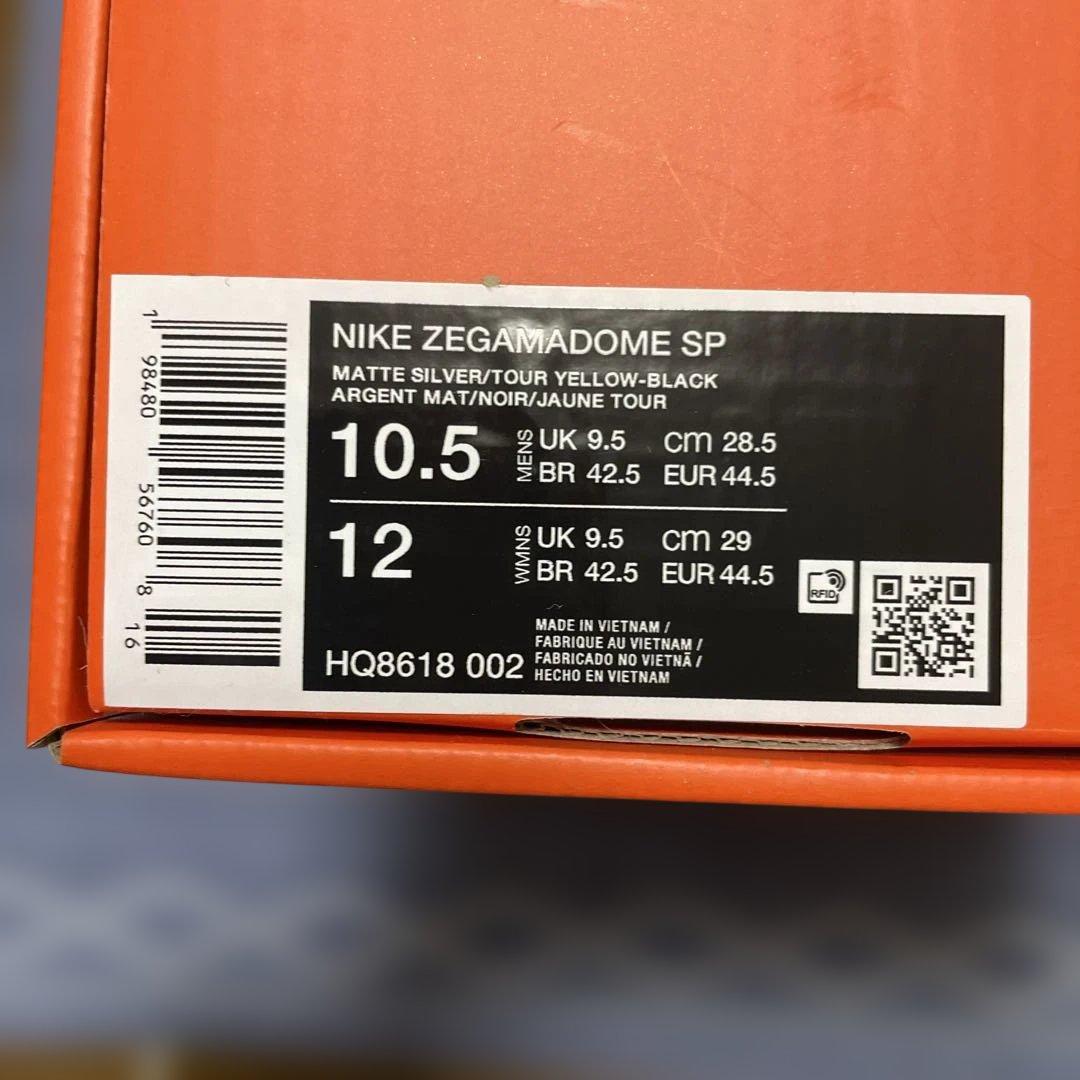 1 98480 56760 8 16
NIKE ZEGAMADOME SP
MATTE SILVER/TOUR YELLOW-BLACK
ARGENT MAT/NOIR/JAUNE TOUR
10.5 MENS UK 9.5 cm 28.5
BR 42.5 EUR 44.5
12 WMNS UK 9.5 cm 29
BR 42.5 EUR 44.5
RFID
MADE IN VIETNAM /
FABRIQUE AU VIETNAM /
FABRICADO NO VIETNÃ /
HECHO EN VIETNAM
HQ8618 002